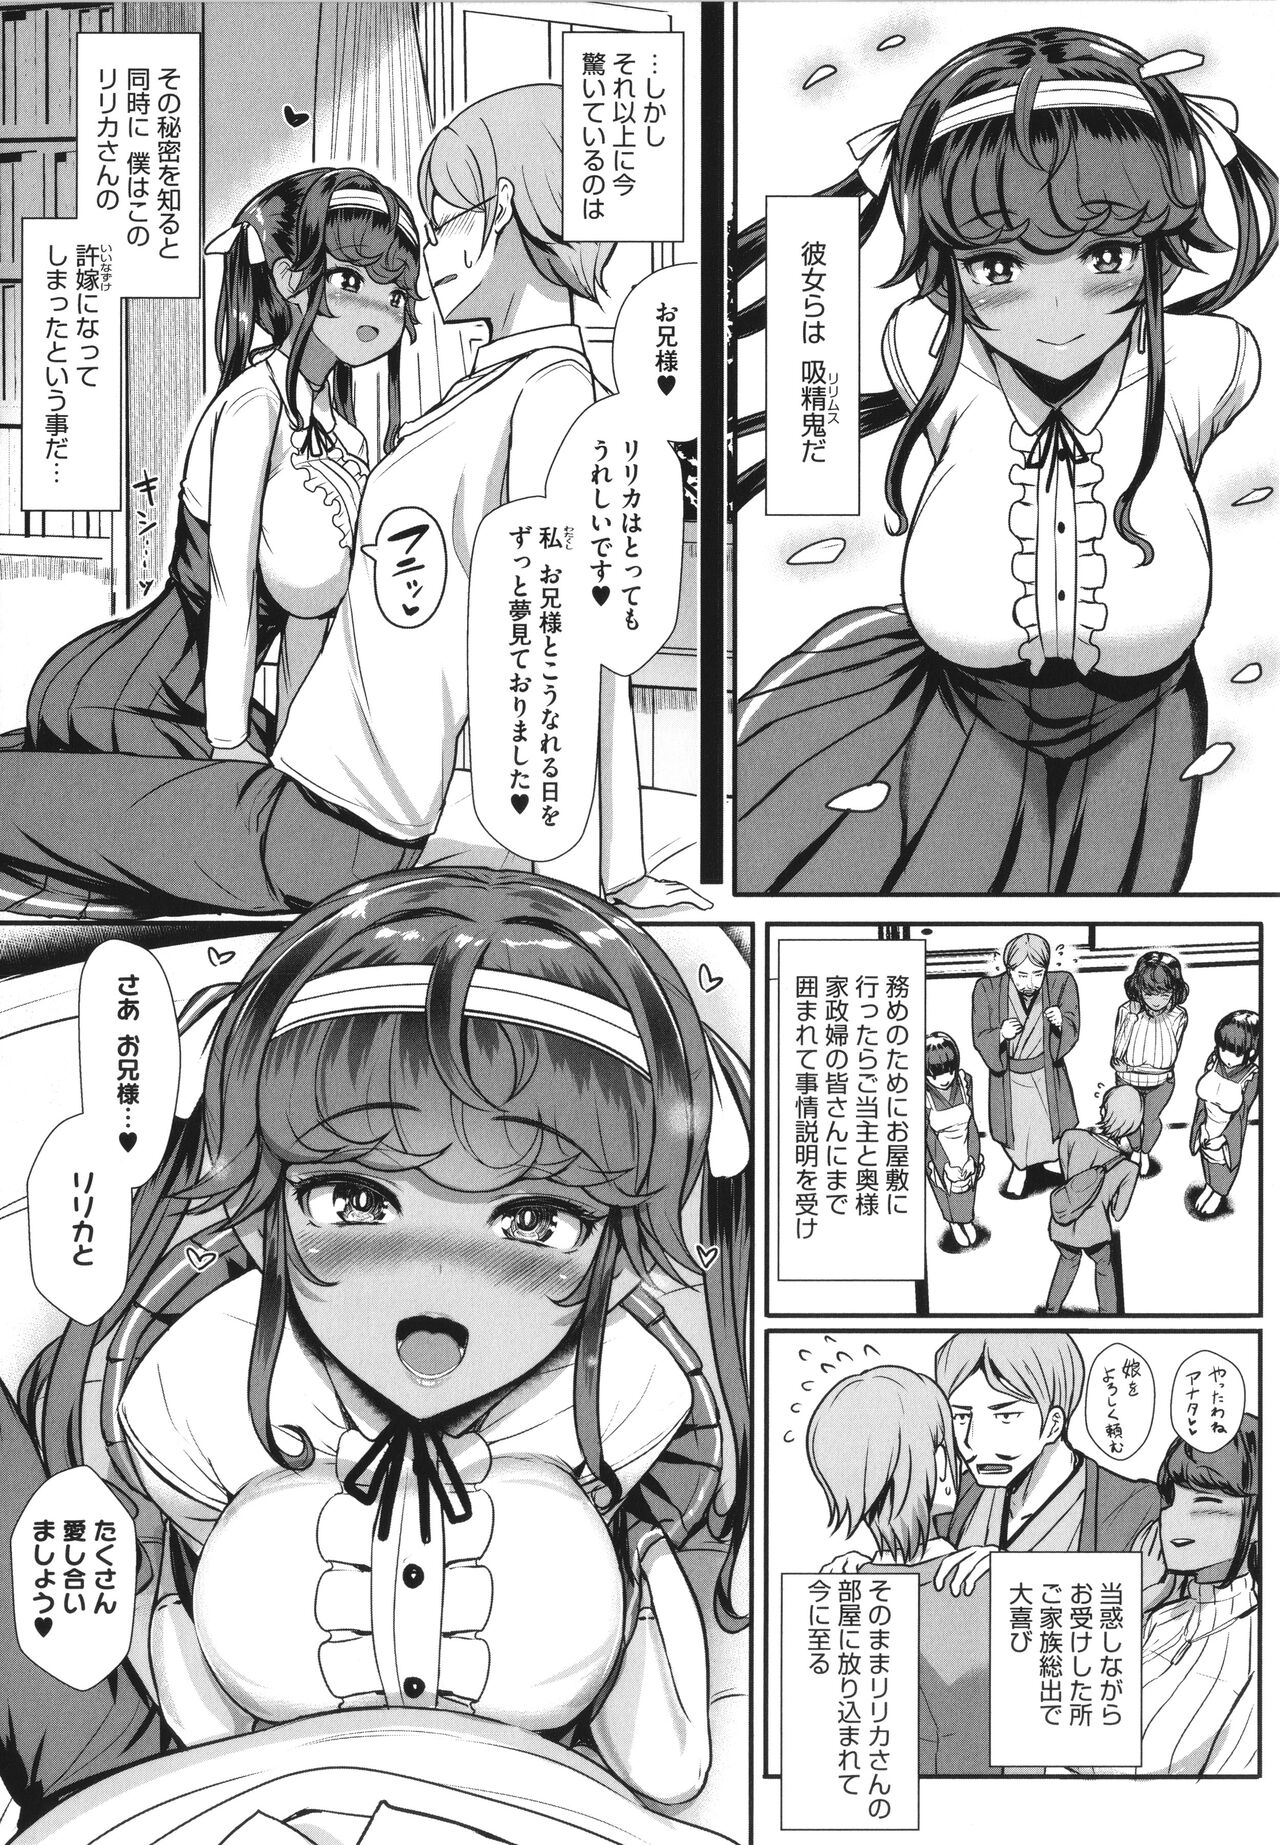 彼女らは 吸精鬼だ
リリムス
…しかし
それ以上に今
驚いているのは
お兄様♥
リリカはとっても
うれしいです♥
私 お兄様とこうなれる日を
わたくし
ずっと夢見ておりました♥
フニッ♥
キシ…ッ
その秘密を知ると
同時に 僕はこの
リリカさんの
許嫁になって
いいなずけ
しまったという事だ…
務めのためにお屋敷に
行ったらご当主と奥様
家政婦の皆さんにまで
囲まれて事情説明を受け
やったわね
アナタ♥
娘を
よろしく頼む
当惑しながら
お受けした所
ご家族総出で
大喜び
そのままリリカさんの
部屋に放り込まれて
今に至る
さあ お兄様…♥
リリカと
たくさん
愛し合い
ましょう♥